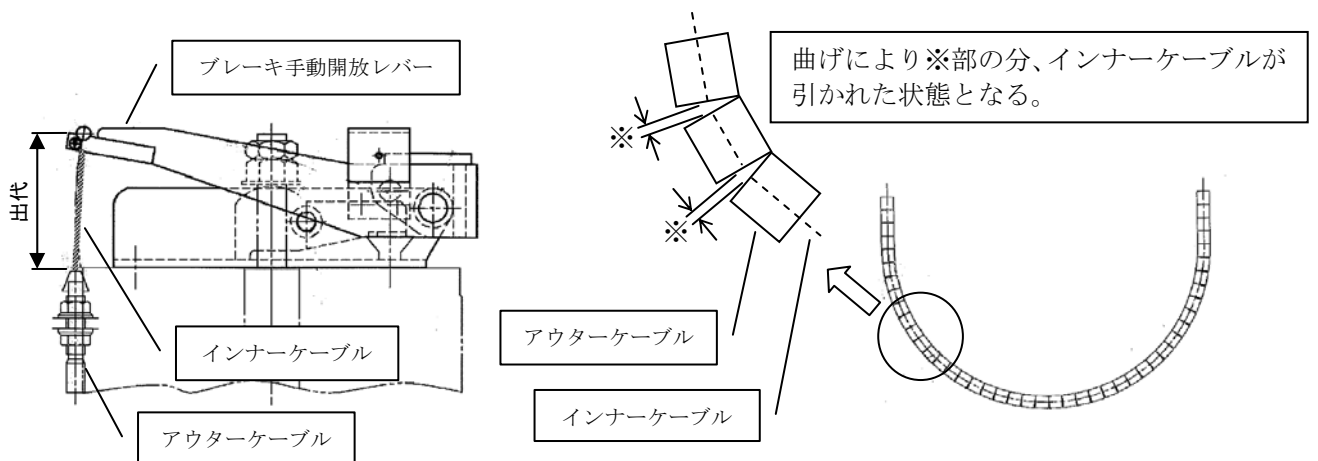 ブレーキ手動開放レバー
出代
インナーケーブル
アウターケーブル
※
※
曲げにより※部の分、インナーケーブルが
引かれた状態となる。
アウターケーブル
インナーケーブル